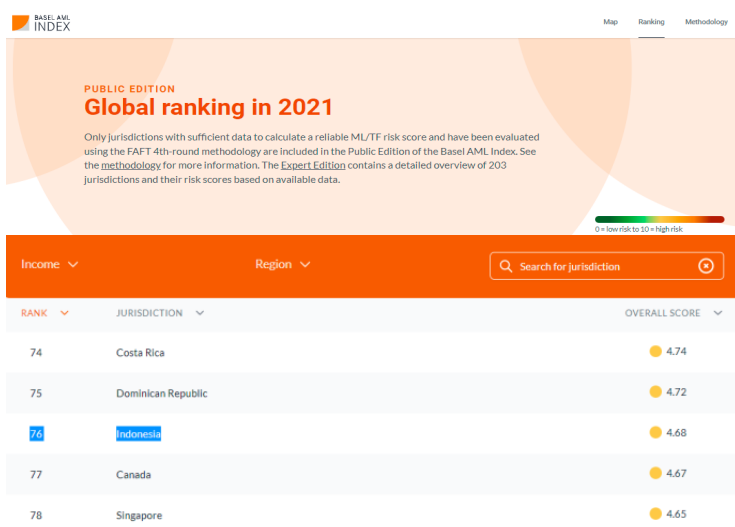 BASEL AML
INDEX
Map Ranking Methodology
PUBLIC EDITION
Global ranking in 2021
Only jurisdictions with sufficient data to calculate a reliable ML/TF risk score and have been evaluated
using the FAFT 4th-round methodology are included in the Public Edition of the Basel AML Index. See
the methodology for more information. The Expert Edition contains a detailed overview of 203
jurisdictions and their risk scores based on available data.
0 = low risk to 10 = high risk
Income Region Search for jurisdiction
RANK JURISDICTION OVERALL SCORE
74 Costa Rica 4.74
75 Dominican Republic 4.72
76 Indonesia 4.68
77 Canada 4.67
78 Singapore 4.65